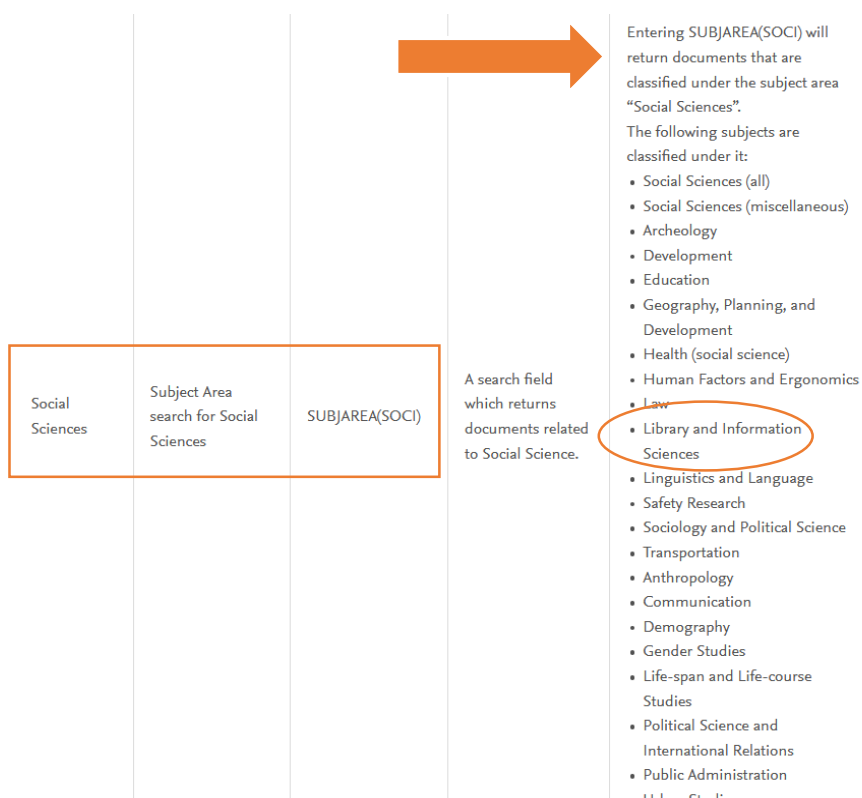 Social
Sciences
Subject Area
search for Social
Sciences
SUBJAREA(SOCI)
A search field
which returns
documents related
to Social Science.
Entering SUBJAREA(SOCI) will
return documents that are
classified under the subject area
“Social Sciences”.
The following subjects are
classified under it:
• Social Sciences (all)
• Social Sciences (miscellaneous)
• Archeology
• Development
• Education
• Geography, Planning, and
Development
• Health (social science)
• Human Factors and Ergonomics
• Law
• Library and Information
Sciences
• Linguistics and Language
• Safety Research
• Sociology and Political Science
• Transportation
• Anthropology
• Communication
• Demography
• Gender Studies
• Life-span and Life-course
Studies
• Political Science and
International Relations
• Public Administration